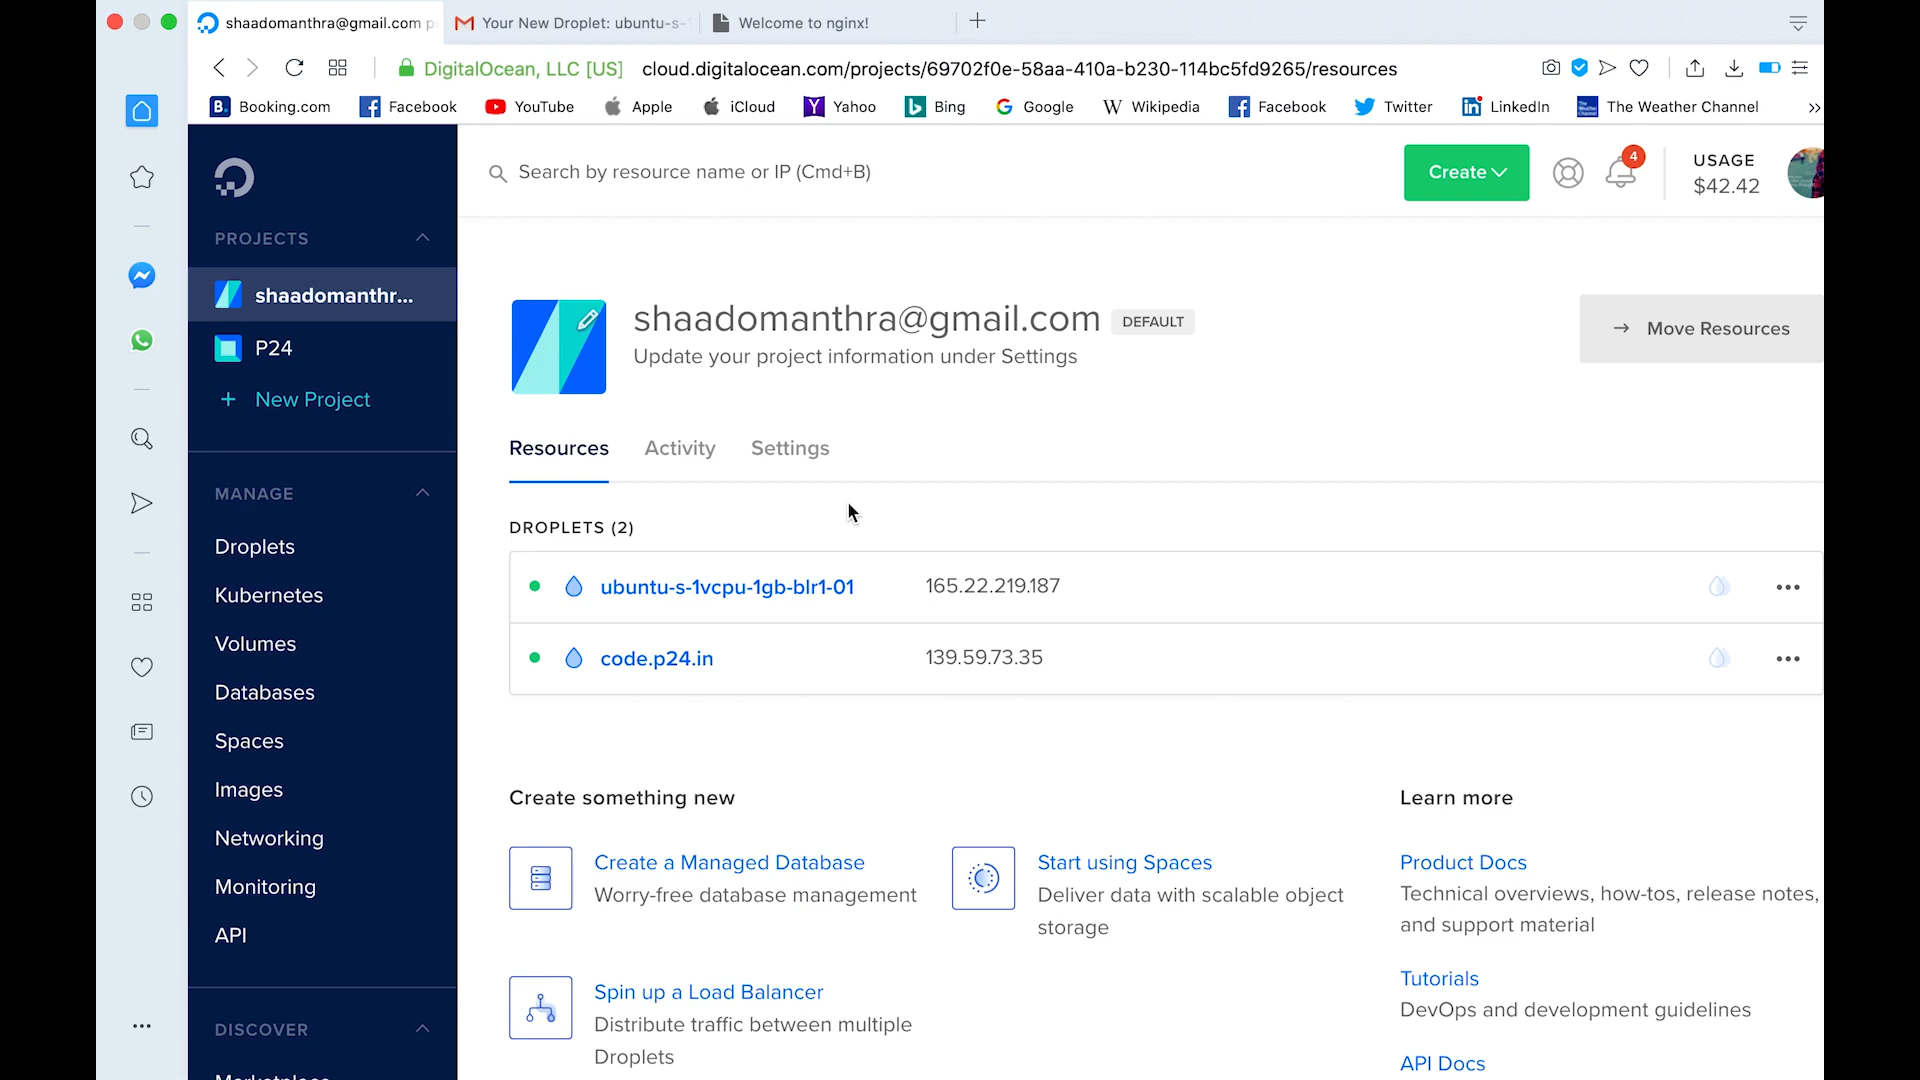 shaadomanthra@gmail.com p
Your New Droplet: ubuntu-s-
Welcome to nginx!
DigitalOcean, LLC [US] cloud.digitalocean.com/projects/69702f0e-58aa-410a-b230-114bc5fd9265/resources
Booking.com Facebook YouTube Apple iCloud Yahoo Bing Google Wikipedia Facebook Twitter LinkedIn The Weather Channel
PROJECTS
shaadomanthr...
P24
+ New Project
MANAGE
Droplets
Kubernetes
Volumes
Databases
Spaces
Images
Networking
Monitoring
API
DISCOVER
Search by resource name or IP (Cmd+B)
Create
4
USAGE
$42.42
shaadomanthra@gmail.com DEFAULT
Update your project information under Settings
→ Move Resources
Resources Activity Settings
DROPLETS (2)
ubuntu-s-1vcpu-1gb-blr1-01 165.22.219.187
code.p24.in 139.59.73.35
Create something new
Create a Managed Database
Worry-free database management
Start using Spaces
Deliver data with scalable object
storage
Spin up a Load Balancer
Distribute traffic between multiple
Droplets
Learn more
Product Docs
Technical overviews, how-tos, release notes,
and support material
Tutorials
DevOps and development guidelines
API Docs